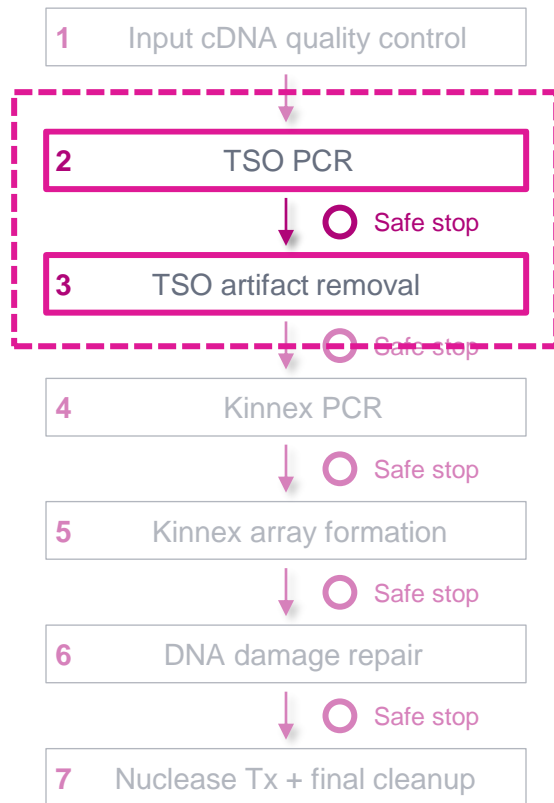 1 Input cDNA quality control
2 TSO PCR
Safe stop
3 TSO artifact removal
Safe stop
4 Kinnex PCR
Safe stop
5 Kinnex array formation
Safe stop
6 DNA damage repair
Safe stop
7 Nuclease Tx + final cleanup